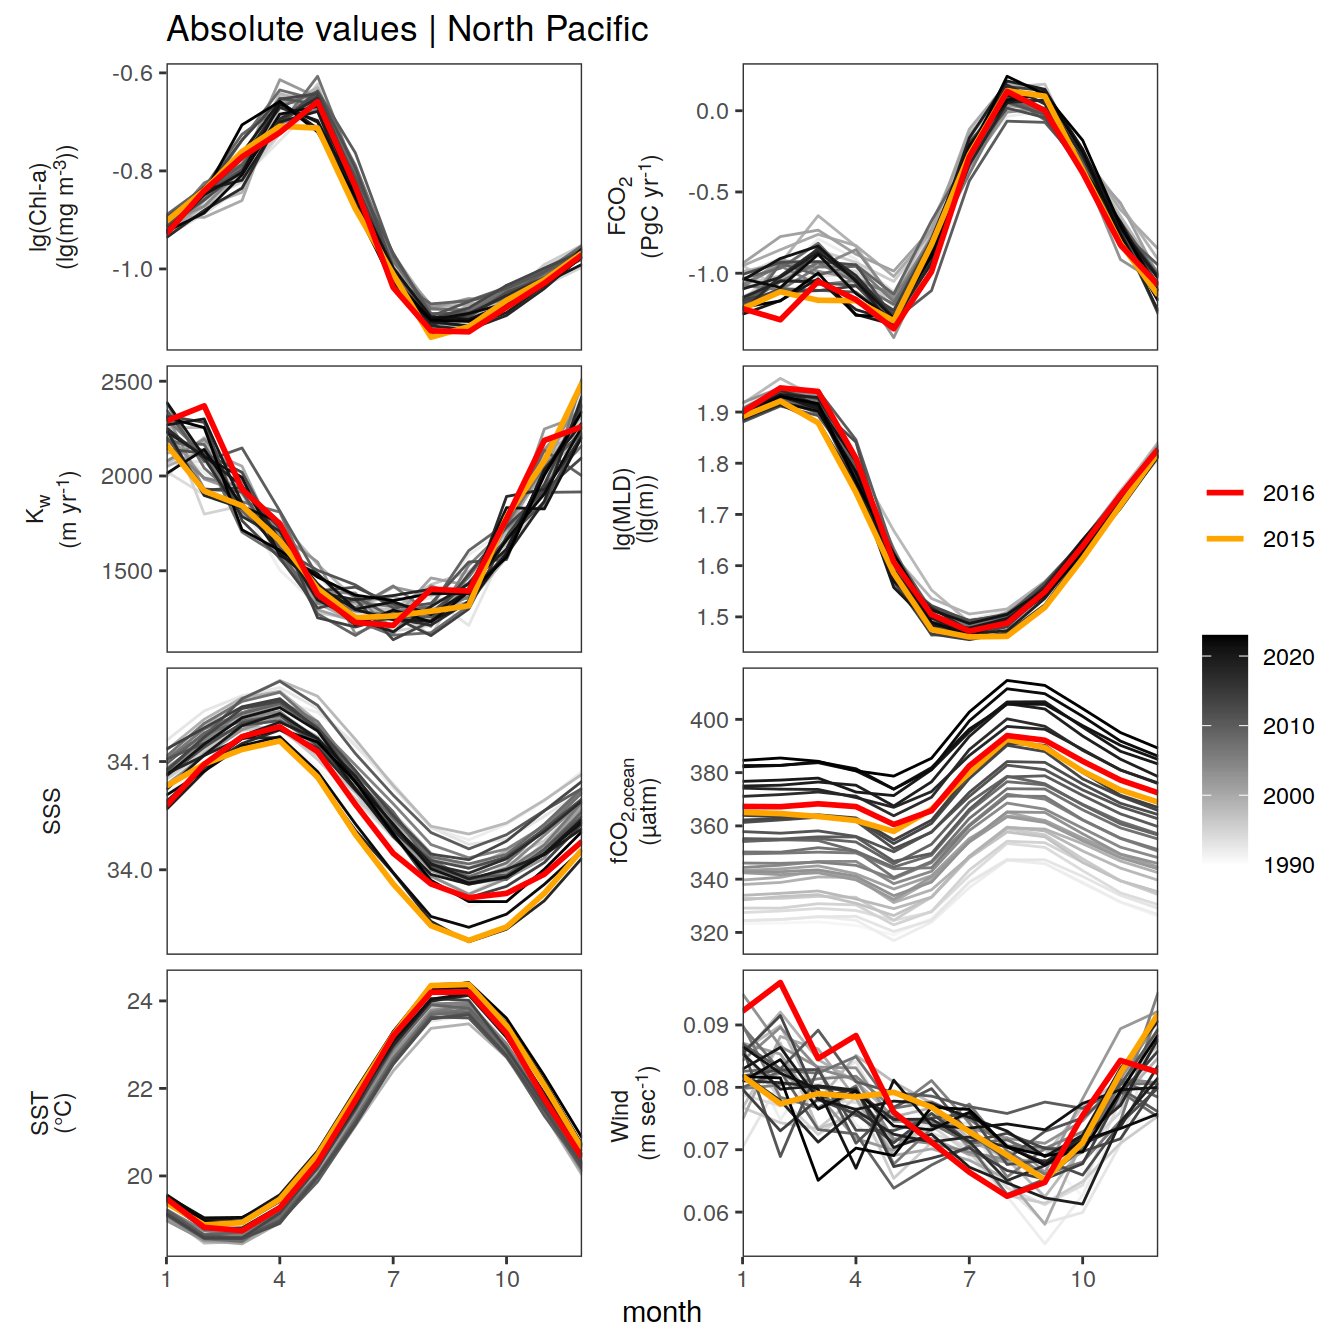 Absolute values | North Pacific
lg(Chl-a)
(lg(mg m⁻³))
-0.6
-0.8
-1.0
FCO₂
(PgC yr⁻¹)
0.0
-0.5
-1.0
K_w
(m yr⁻¹)
2500
2000
1500
lg(MLD)
(lg(m))
1.9
1.8
1.7
1.6
1.5
SSS
34.1
34.0
fCO₂,ocean
(µatm)
400
380
360
340
320
SST
(°C)
24
22
20
Wind
(m sec⁻¹)
0.09
0.08
0.07
0.06
1 4 7 10
1 4 7 10
month
2016
2015
2020
2010
2000
1990